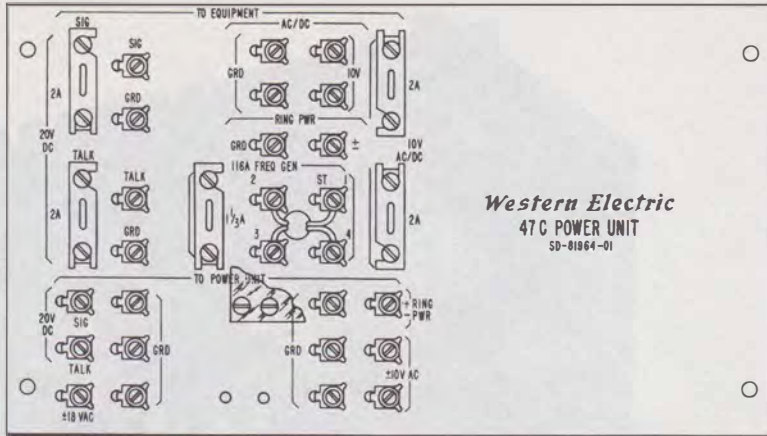 TO EQUIPMENT
SIG
AC/DC
SIG
GRD
10V
2A
2A
GRD
20V
DC
RING PWR
GRD
±
10V
AC/DC
TALK
116A FREQ GEN
TALK
2
ST
1
2A
1⅓A
2A
GRD
3
4
Western Electric
47C POWER UNIT
SD-81964-01
TO POWER UNIT
20V
DC
SIG
+ RING
- PWR
GRD
GRD
TALK
±10V AC
±18 VAC